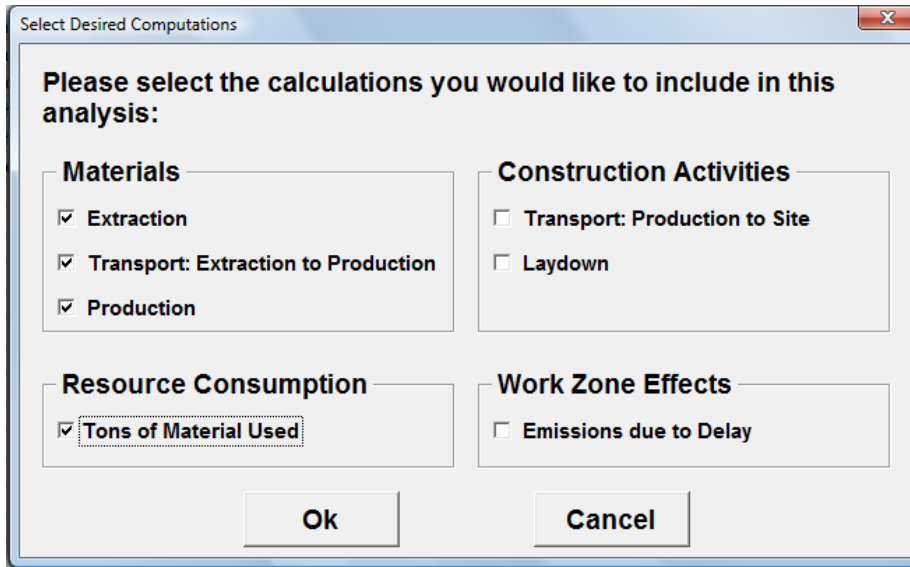 Select Desired Computations
Please select the calculations you would like to include in this
analysis:
Materials
Extraction
Transport: Extraction to Production
Production
Construction Activities
Transport: Production to Site
Laydown
Resource Consumption
Tons of Material Used
Work Zone Effects
Emissions due to Delay
Ok
Cancel